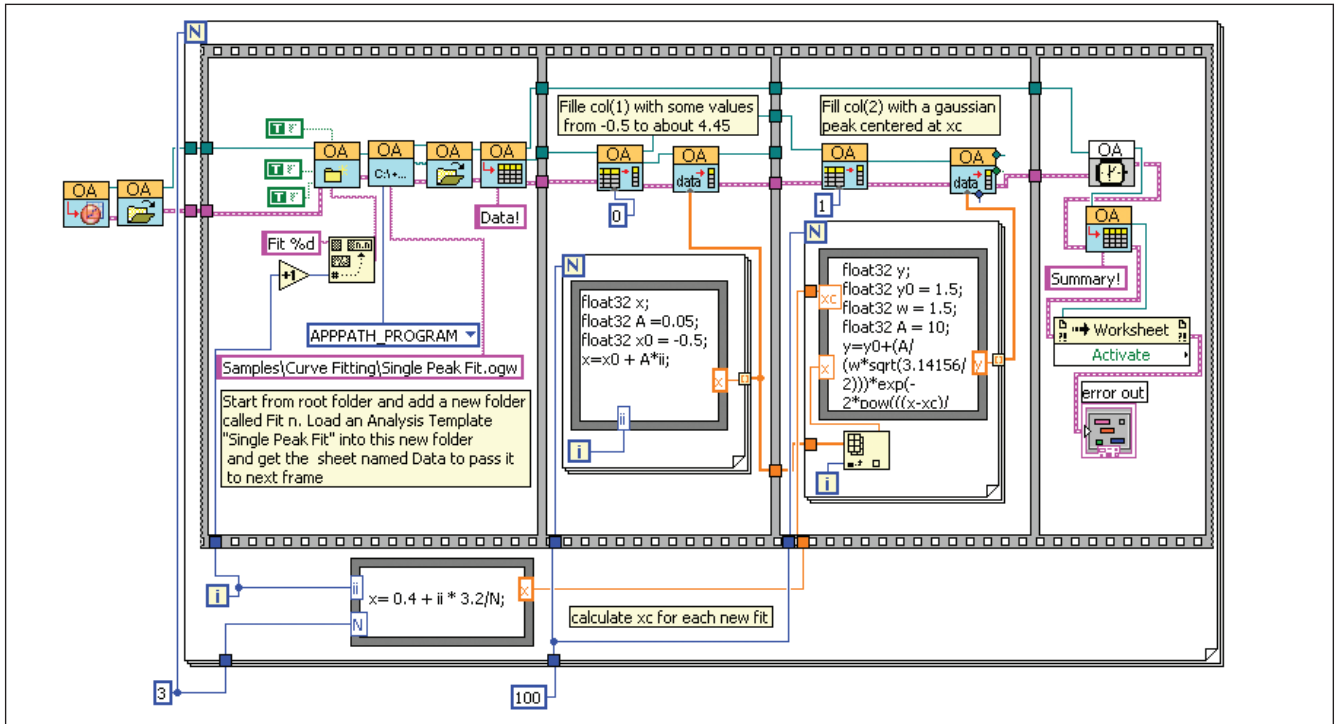 N
Fille col(1) with some values
from -0.5 to about 4.45
Fill col(2) with a gaussian
peak centered at xc
T
OA
OA
OA
OA
OA
OA
OA
OA
C:\+...
data
data
T
OA
OA
T
0
1
Data!
OA
Fit %d
N
N
+1
#
float32 x;
float32 A =0.05;
float32 x0 = -0.5;
x=x0 + A*ii;
x
ii
i
xc
x
float32 y;
float32 y0 = 1.5;
float32 w = 1.5;
float32 A = 10;
y=y0+(A/
(w*sqrt(3.14156/
2)))*exp(-
2*pow(((x-xc)/
y
i
Summary!
Worksheet
Activate
error out
APPPATH_PROGRAM
Samples\Curve Fitting\Single Peak Fit.ogw
Start from root folder and add a new folder
called Fit n. Load an Analysis Template
"Single Peak Fit" into this new folder
and get the sheet named Data to pass it
to next frame
i
ii
N
x= 0.4 + ii * 3.2/N;
x
calculate xc for each new fit
3
100